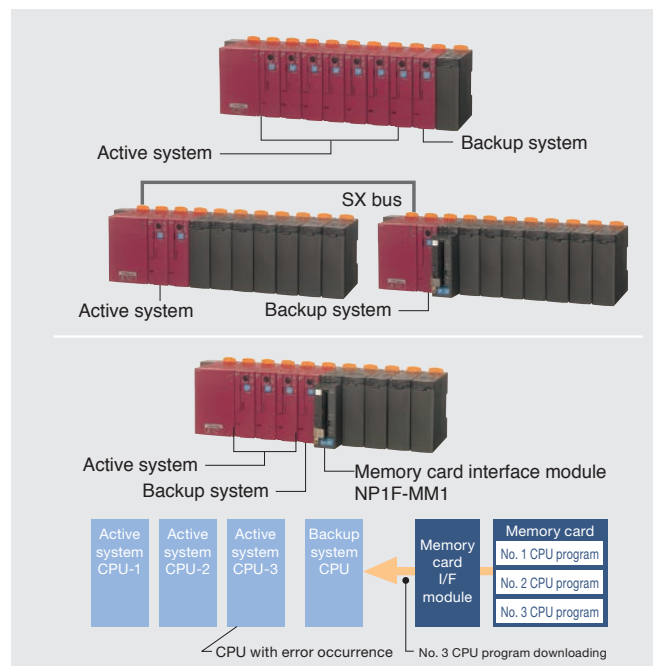 Active system
Backup system
SX bus
Active system
Backup system
Active system
Backup system
Memory card interface module
NP1F-MM1
Active
system
CPU-1
Active
system
CPU-2
Active
system
CPU-3
Backup
system
CPU
Memory
card
I/F
module
Memory card
No. 1 CPU program
No. 2 CPU program
No. 3 CPU program
CPU with error occurrence
No. 3 CPU program downloading